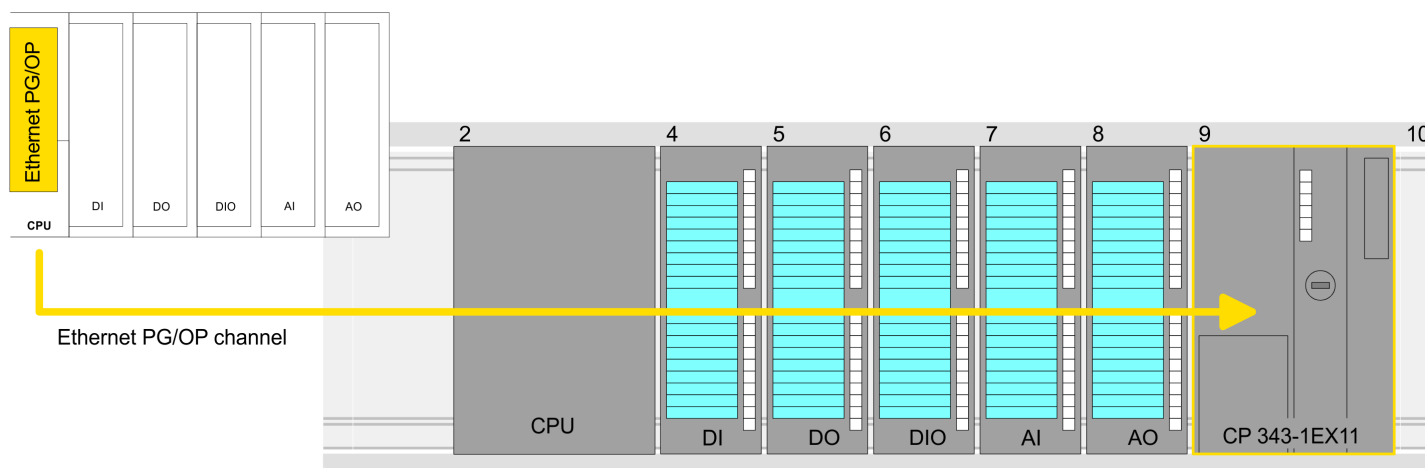 Ethernet PG/OP
CPU
DI
DO
DIO
AI
AO
2
4
5
6
7
8
9
10
Ethernet PG/OP channel
CPU
DI
DO
DIO
AI
AO
CP 343-1EX11